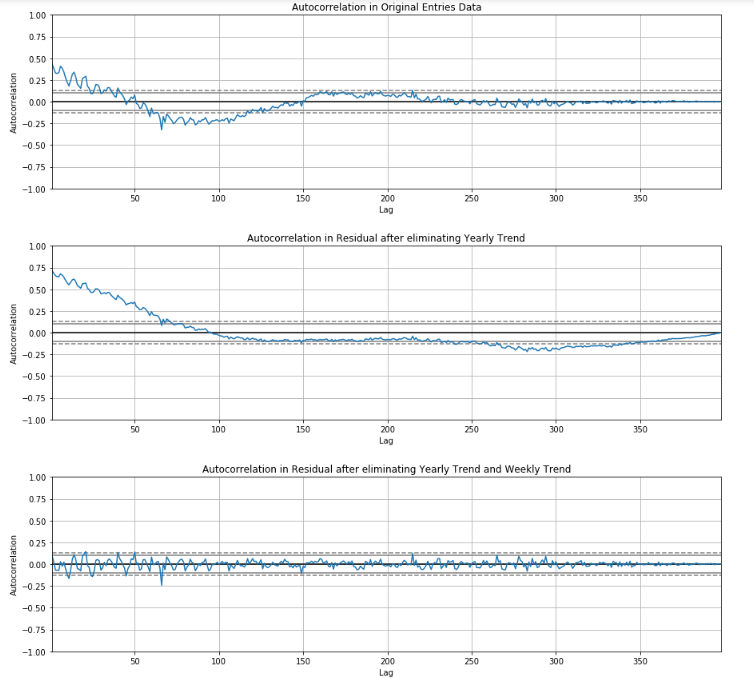 Autocorrelation in Original Entries Data
1.00
0.75
0.50
0.25
0.00
−0.25
−0.50
−0.75
−1.00
Autocorrelation
50 100 150 200 250 300 350
Lag
Autocorrelation in Residual after eliminating Yearly Trend
1.00
0.75
0.50
0.25
0.00
−0.25
−0.50
−0.75
−1.00
Autocorrelation
50 100 150 200 250 300 350
Lag
Autocorrelation in Residual after eliminating Yearly Trend and Weekly Trend
1.00
0.75
0.50
0.25
0.00
−0.25
−0.50
−0.75
−1.00
Autocorrelation
50 100 150 200 250 300 350
Lag